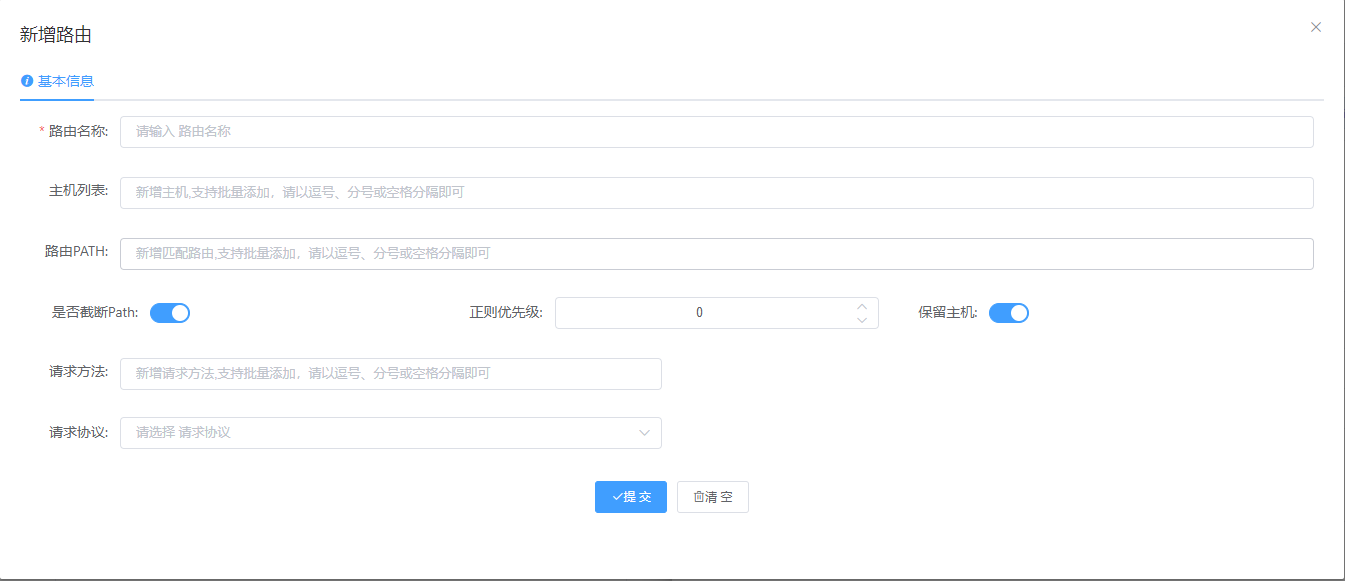 新增路由
基本信息
* 路由名称: 请输入 路由名称
主机列表: 新增主机,支持批量添加，请以逗号、分号或空格分隔即可
路由PATH: 新增匹配路由,支持批量添加，请以逗号、分号或空格分隔即可
是否截断Path: 正则优先级: 0 保留主机:
请求方法: 新增请求方法,支持批量添加，请以逗号、分号或空格分隔即可
请求协议: 请选择 请求协议
提 交 清 空